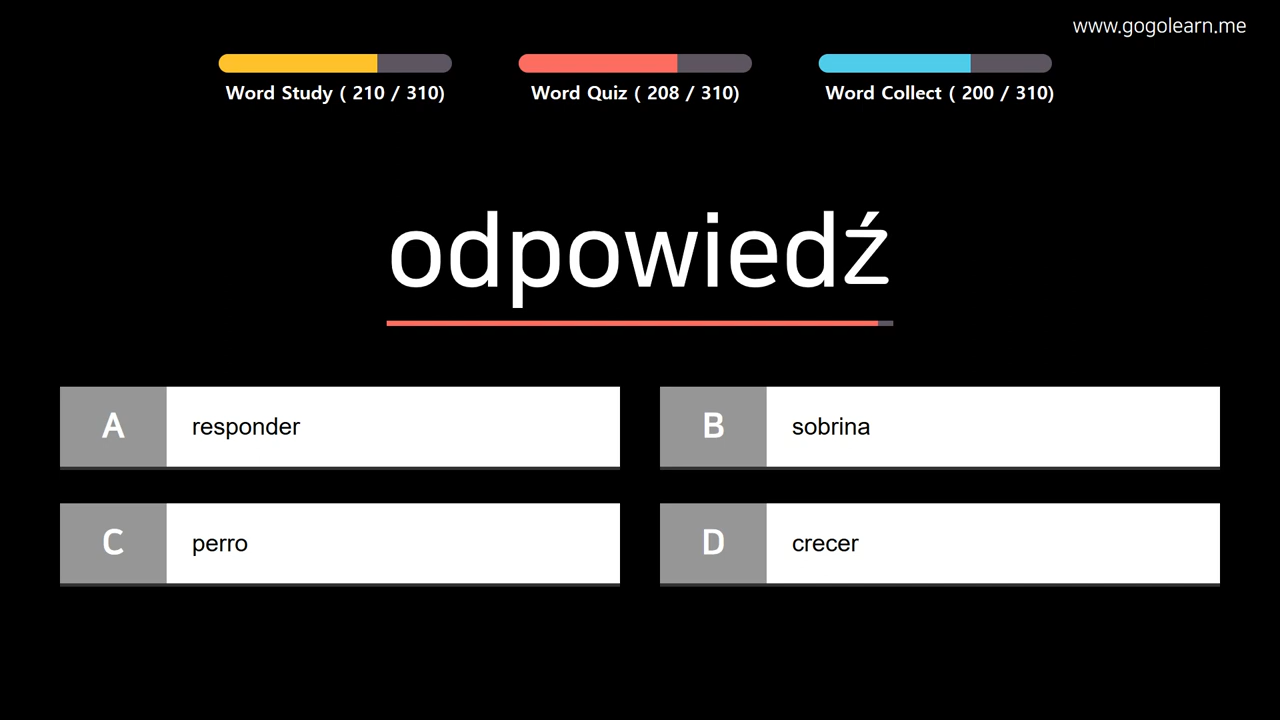 www.gogolearn.me
Word Study ( 210 / 310)
Word Quiz ( 208 / 310)
Word Collect ( 200 / 310)
odpowiedź
A responder
B sobrina
C perro
D crecer